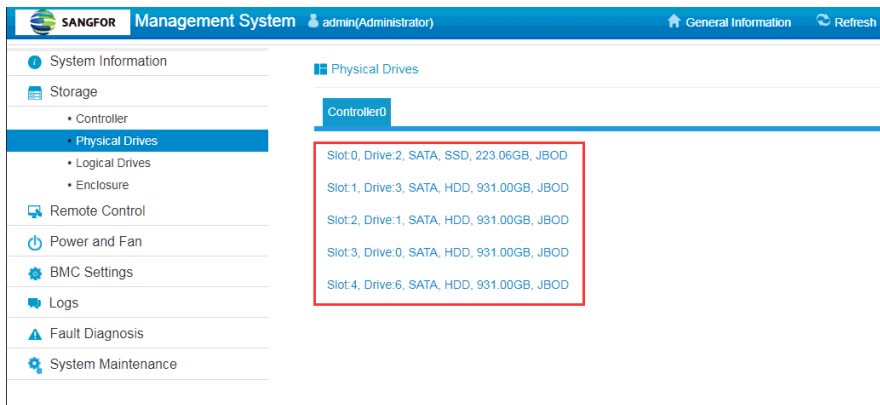 SANGFOR Management System admin(Administrator) General Information Refresh
System Information
Storage
• Controller
• Physical Drives
• Logical Drives
• Enclosure
Remote Control
Power and Fan
BMC Settings
Logs
Fault Diagnosis
System Maintenance
Physical Drives
Controller0
Slot:0, Drive:2, SATA, SSD, 223.06GB, JBOD
Slot:1, Drive:3, SATA, HDD, 931.00GB, JBOD
Slot:2, Drive:1, SATA, HDD, 931.00GB, JBOD
Slot:3, Drive:0, SATA, HDD, 931.00GB, JBOD
Slot:4, Drive:6, SATA, HDD, 931.00GB, JBOD